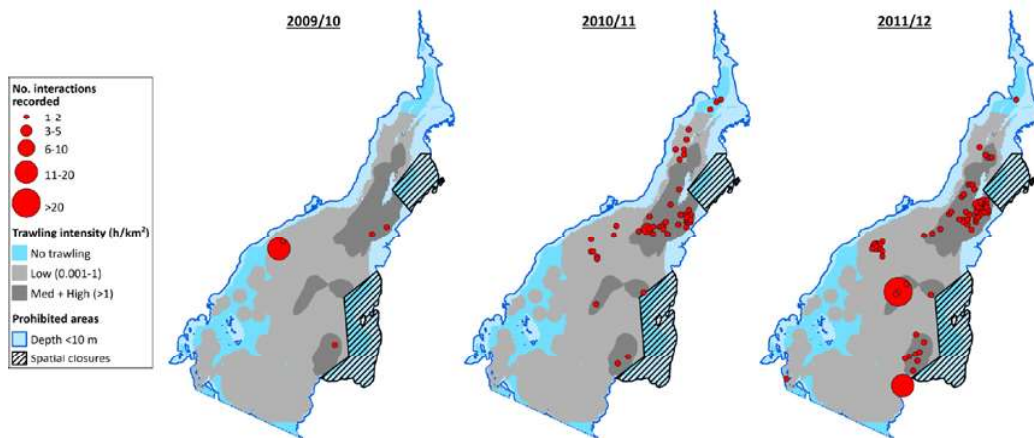 2009/10
2010/11
2011/12
No. interactions
recorded
1-2
3-5
6-10
11-20
>20
Trawling intensity (h/km²)
No trawling
Low (0.001-1)
Med + High (>1)
Prohibited areas
Depth <10 m
Spatial closures